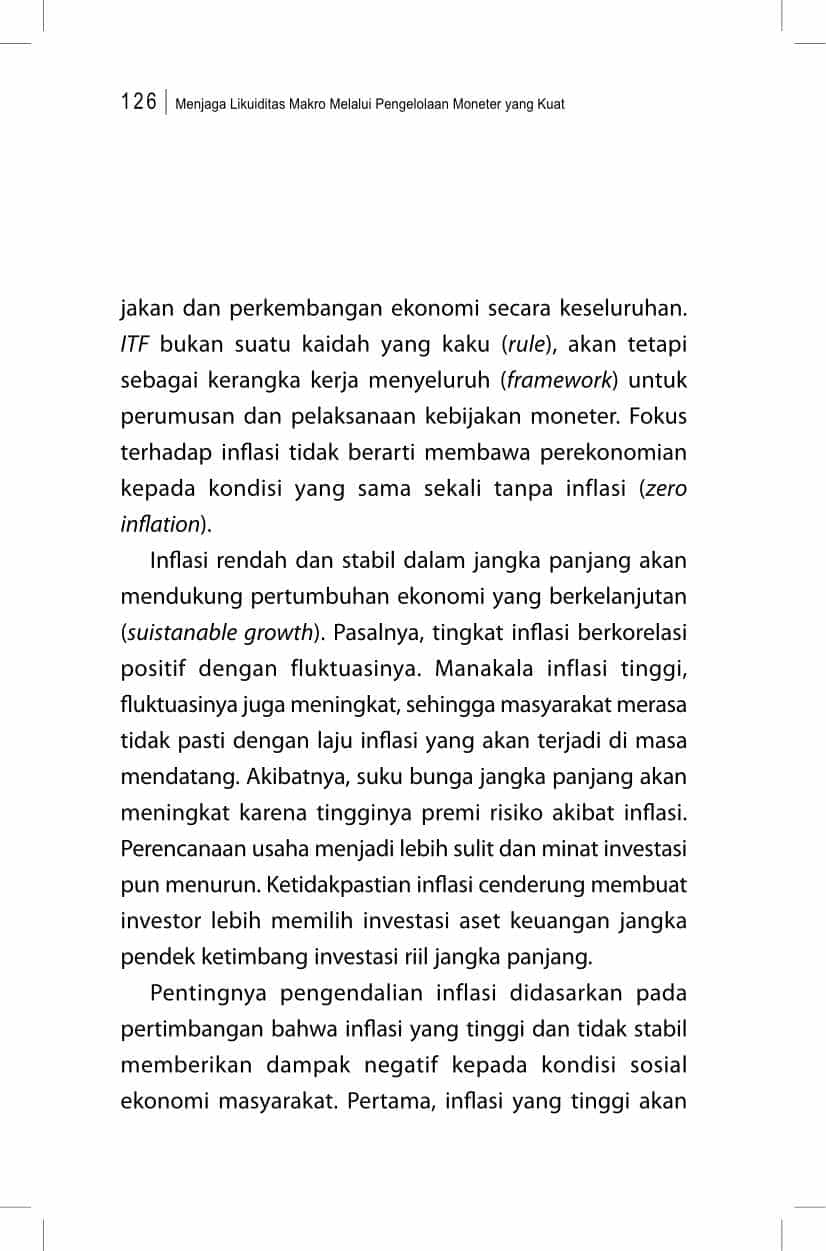 126 | Menjaga Likuiditas Makro Melalui Pengelolaan Moneter yang Kuat
jakan dan perkembangan ekonomi secara keseluruhan.
ITF bukan suatu kaidah yang kaku (rule), akan tetapi
sebagai kerangka kerja menyeluruh (framework) untuk
perumusan dan pelaksanaan kebijakan moneter. Fokus
terhadap inflasi tidak berarti membawa perekonomian
kepada kondisi yang sama sekali tanpa inflasi (zero
inflation).
Inflasi rendah dan stabil dalam jangka panjang akan
mendukung pertumbuhan ekonomi yang berkelanjutan
(suistanable growth). Pasalnya, tingkat inflasi berkorelasi
positif dengan fluktuasinya. Manakala inflasi tinggi,
fluktuasinya juga meningkat, sehingga masyarakat merasa
tidak pasti dengan laju inflasi yang akan terjadi di masa
mendatang. Akibatnya, suku bunga jangka panjang akan
meningkat karena tingginya premi risiko akibat inflasi.
Perencanaan usaha menjadi lebih sulit dan minat investasi
pun menurun. Ketidakpastian inflasi cenderung membuat
investor lebih memilih investasi aset keuangan jangka
pendek ketimbang investasi riil jangka panjang.
Pentingnya pengendalian inflasi didasarkan pada
pertimbangan bahwa inflasi yang tinggi dan tidak stabil
memberikan dampak negatif kepada kondisi sosial
ekonomi masyarakat. Pertama, inflasi yang tinggi akan